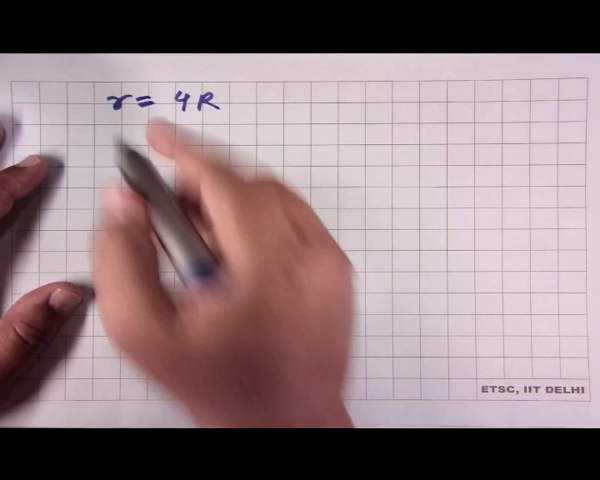 r = 4R
ETSC, IIT DELHI